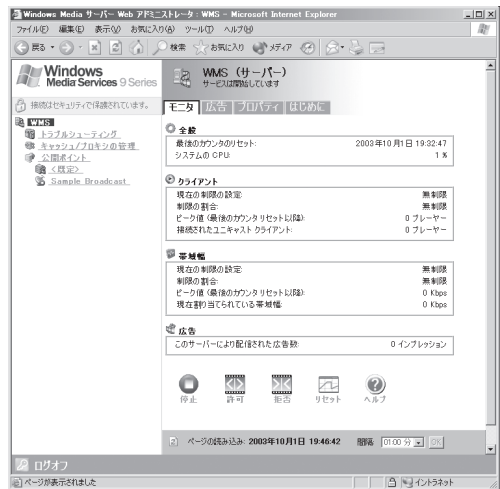 Windows Media サーバー Web アドミニストレータ : WMS - Microsoft Internet Explorer
ファイル(F) 編集(E) 表示(V) お気に入り(A) ツール(T) ヘルプ(H)
戻る 検索 お気に入り メディア
Windows
Media Services 9 Series
接続はセキュリティで保護されています。
WMS
トラブルシューティング
キャッシュ/プロキシの管理
公開ポイント
<既定>
Sample Broadcast
WMS (サーバー)
サービスは開始しています
モニタ 広告 プロパティ はじめに
全般
最後のカウンタのリセット: 2003年10月1日 19:32:47
システムの CPU: 1 %
クライアント
現在の制限の設定: 無制限
制限の割合: 無制限
ピーク値 (最後のカウンタ リセット以降): 0 プレーヤー
接続されたユニキャスト クライアント: 0 プレーヤー
帯域幅
現在の制限の設定: 無制限
制限の割合: 無制限
ピーク値 (最後のカウンタ リセット以降): 0 Kbps
現在割り当てられている帯域幅: 0 Kbps
広告
このサーバーにより配信された広告数: 0 インプレッション
停止 許可 拒否 リセット ヘルプ
ページの読み込み: 2003年10月1日 19:46:42 間隔: 01:00 分 OK
ログオフ
ページが表示されました イントラネット